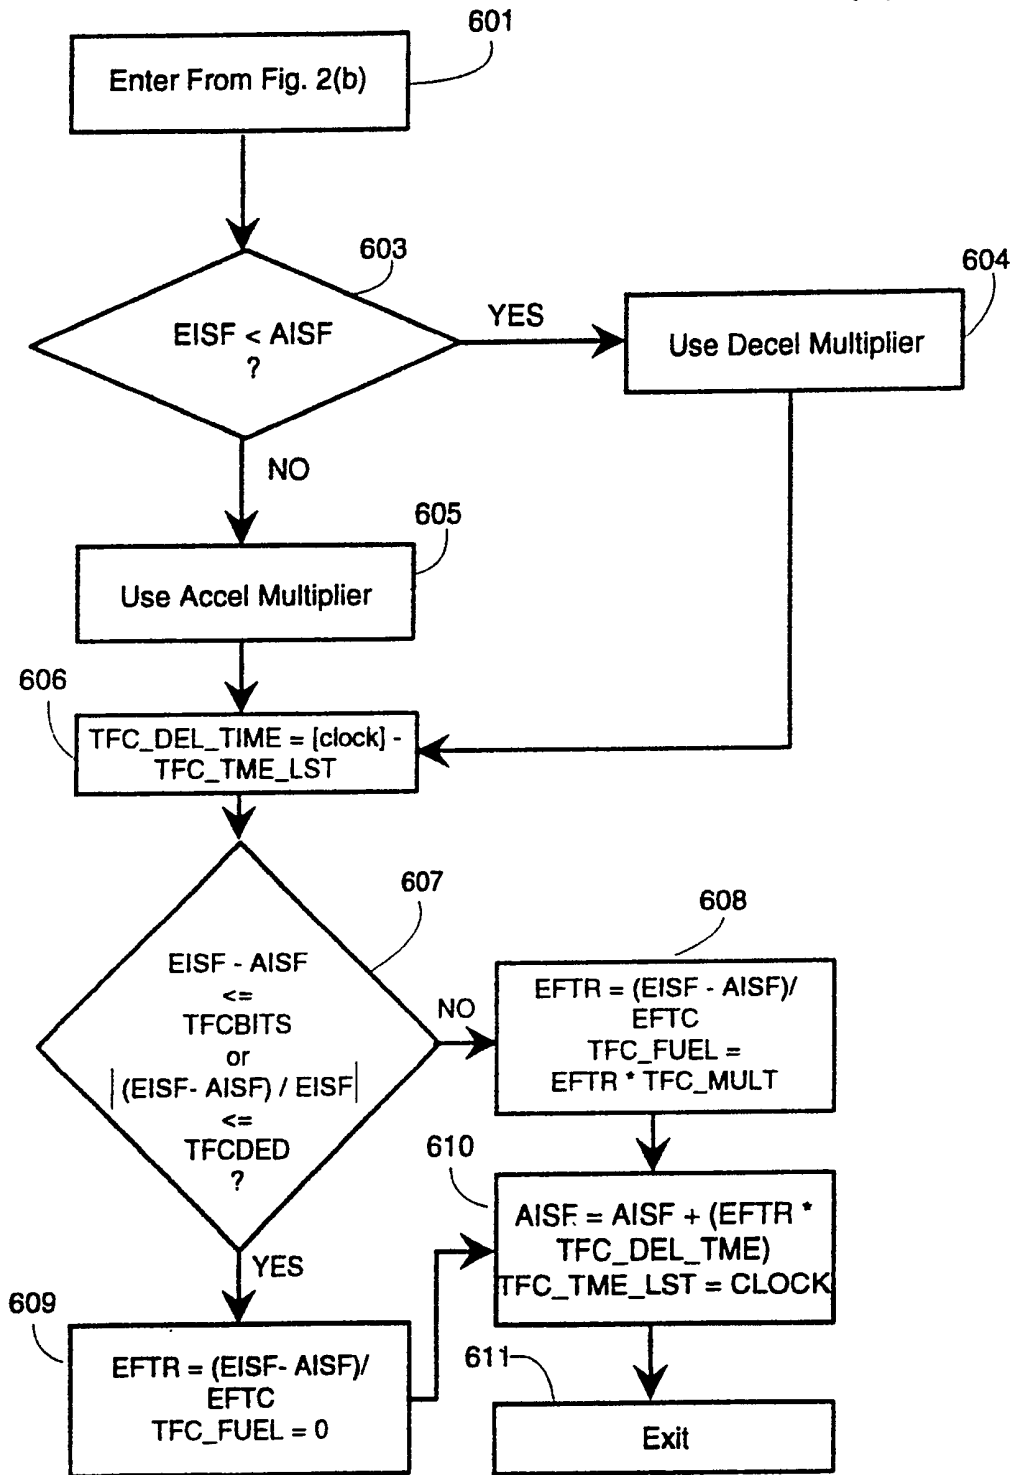 601
Enter From Fig. 2(b)
603
604
EISF < AISF
?
YES
Use Decel Multiplier
NO
605
Use Accel Multiplier
606
TFC_DEL_TIME = [clock] -
TFC_TME_LST
607
608
EISF - AISF
<=
TFCBITS
or
| (EISF- AISF) / EISF|
<=
TFCDED
?
NO
EFTR = (EISF - AISF)/
EFTC
TFC_FUEL =
EFTR * TFC_MULT
610
AISF = AISF + (EFTR *
TFC_DEL_TME)
TFC_TME_LST = CLOCK
YES
609
EFTR = (EISF- AISF)/
EFTC
TFC_FUEL = 0
611
Exit